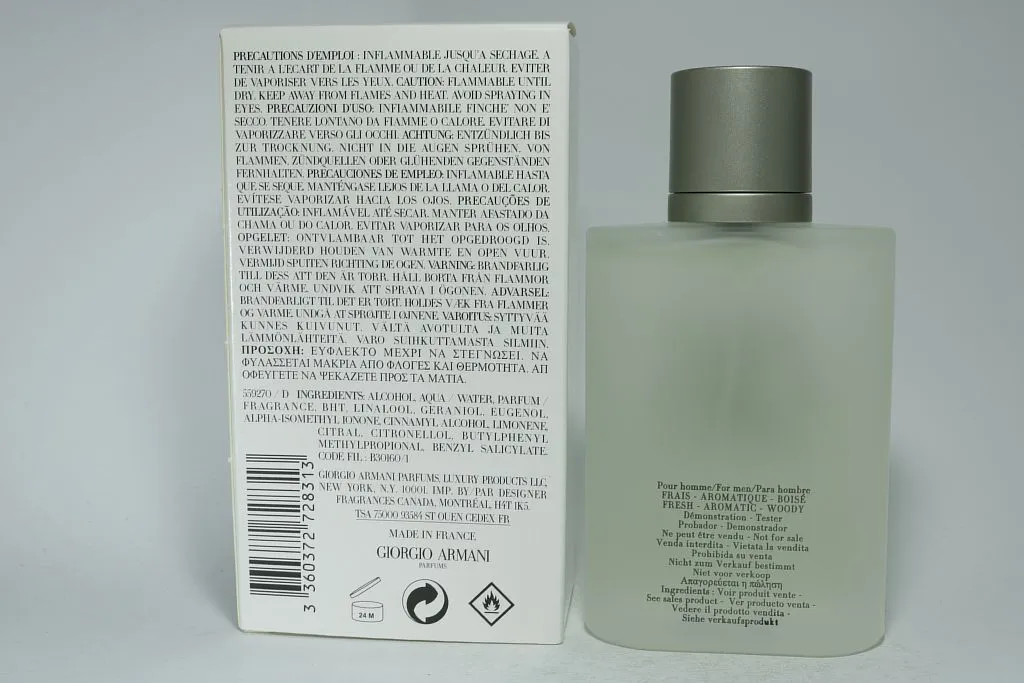 PRECAUTIONS D'EMPLOI : INFLAMMABLE JUSQU'A SECHAGE. A
TENIR A L'ECART DE LA FLAMME OU DE LA CHALEUR. EVITER
DE VAPORISER VERS LES YEUX. CAUTION: FLAMMABLE UNTIL
DRY. KEEP AWAY FROM FLAMES AND HEAT. AVOID SPRAYING IN
EYES. PRECAUZIONI D'USO: INFIAMMABILE FINCHE' NON E'
SECCO. TENERE LONTANO DA FIAMME O CALORE. EVITARE DI
VAPORIZZARE VERSO GLI OCCHI. ACHTUNG: ENTZÜNDLICH BIS
ZUR TROCKNUNG. NICHT IN DIE AUGEN SPRÜHEN. VON
FLAMMEN, ZÜNDQUELLEN ODER GLÜHENDEN GEGENSTÄNDEN
FERNHALTEN. PRECAUCIONES DE EMPLEO: INFLAMABLE HASTA
QUE SE SEQUE. MANTÉNGASE LEJOS DE LA LLAMA O DEL CALOR.
EVÍTESE VAPORIZAR HACIA LOS OJOS. PRECAUÇÕES DE
UTILIZAÇÃO: INFLAMÁVEL ATÉ SECAR. MANTER AFASTADO DA
CHAMA OU DO CALOR. EVITAR VAPORIZAR PARA OS OLHOS.
OPGELET: ONTVLAMBAAR TOT HET OPGEDROOGD IS.
VERWIJDERD HOUDEN VAN WARMTE EN OPEN VUUR.
VERMIJD SPUITEN RICHTING DE OGEN. VARNING: BRANDFARLIG
TILL DESS ATT DEN ÄR TORR. HÅLL BORTA FRÅN FLAMMOR
OCH VÄRME. UNDVIK ATT SPRAYA I ÖGONEN. ADVARSEL:
BRANDFARLIGT TIL DET ER TØRT. HOLDES VÆK FRA FLAMMER
OG VARME. UNDGÅ AT SPRØJTE I ØJNENE. VAROITUS: SYTTYVÄÄ
KUNNES KUIVUNUT. VÄLTÄ AVOTULTA JA MUITA
LÄMMÖNLÄHTEITÄ. VARO SUIHKUTTAMASTA SILMIIN.
ΠΡΟΣΟΧΗ: ΕΥΦΛΕΚΤΟ ΜΕΧΡΙ ΝΑ ΣΤΕΓΝΩΣΕΙ. ΝΑ
ΦΥΛΑΣΣΕΤΑΙ ΜΑΚΡΙΑ ΑΠΟ ΦΛΟΓΕΣ ΚΑΙ ΘΕΡΜΟΤΗΤΑ. ΑΠ
ΟΦΕΥΓΕΤΕ ΝΑ ΨΕΚΑΖΕΤΕ ΠΡΟΣ ΤΑ ΜΑΤΙΑ.
559270 / D INGREDIENTS: ALCOHOL, AQUA / WATER, PARFUM /
FRAGRANCE, BHT, LINALOOL, GERANIOL, EUGENOL,
ALPHA-ISOMETHYL IONONE, CINNAMYL ALCOHOL, LIMONENE,
CITRAL, CITRONELLOL, BUTYLPHENYL
METHYLPROPIONAL, BENZYL SALICYLATE.
CODE FIL : B30160/1
GIORGIO ARMANI PARFUMS, LUXURY PRODUCTS LLC,
NEW YORK, N.Y. 10001. IMP. BY/PAR DESIGNER
FRAGRANCES CANADA, MONTRÉAL, H4T 1K5.
TSA 75000 93584 ST OUEN CEDEX FR
MADE IN FRANCE
GIORGIO ARMANI
PARFUMS
3 360372 728313
24 M
Pour homme/For men/Para hombre
FRAIS - AROMATIQUE - BOISÉ
FRESH - AROMATIC - WOODY
Démonstration - Tester
Probador - Demonstrador
Ne peut être vendu - Not for sale
Venda interdita - Vietata la vendita
Prohibida su venta
Nicht zum Verkauf bestimmt
Niet voor verkoop
Απαγορεύεται η πώληση
Ingredients : Voir produit vente -
See sales product - Ver producto venta -
Vedere il prodotto vendita -
Siehe verkaufsprodukt